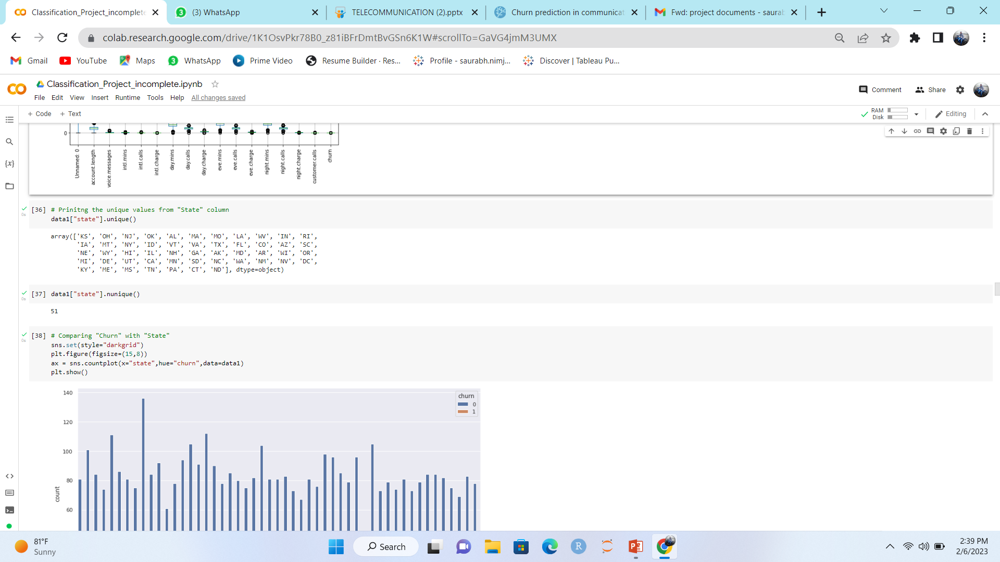 Classification_Project_incomplete
(3) WhatsApp
TELECOMMUNICATION (2).pptx
Churn prediction in communicat
Fwd: project documents - saurab
colab.research.google.com/drive/1K1OsvPkr78B0_z81iBFrDmtBvGSn6K1W#scrollTo=GaVG4jmM3UMX
Gmail
YouTube
Maps
WhatsApp
Prime Video
Resume Builder · Res...
Profile - saurabh.nimj...
Discover | Tableau Pu...
Classification_Project_incomplete.ipynb
Comment
Share
File Edit View Insert Runtime Tools Help All changes saved
+ Code + Text
RAM
Disk
Editing
0
Unnamed: 0
account.length
voice.messages
intl.mins
intl.calls
intl.charge
day.mins
day.calls
day.charge
eve.mins
eve.calls
eve.charge
night.mins
night.calls
night.charge
customer.calls
churn
[36] # Prinitng the unique values from "State" column
data1["state"].unique()
0s
array(['KS', 'OH', 'NJ', 'OK', 'AL', 'MA', 'MO', 'LA', 'WV', 'IN', 'RI',
'IA', 'MT', 'NY', 'ID', 'VT', 'VA', 'TX', 'FL', 'CO', 'AZ', 'SC',
'NE', 'WY', 'HI', 'IL', 'NH', 'GA', 'AK', 'MD', 'AR', 'WI', 'OR',
'MI', 'DE', 'UT', 'CA', 'MN', 'SD', 'NC', 'WA', 'NM', 'NV', 'DC',
'KY', 'ME', 'MS', 'TN', 'PA', 'CT', 'ND'], dtype=object)
[37] data1["state"].nunique()
0s
51
[38] # Comparing "Churn" with "State"
0s
sns.set(style="darkgrid")
plt.figure(figsize=(15,8))
ax = sns.countplot(x="state",hue="churn",data=data1)
plt.show()
140
120
100
80
60
count
churn
0
1
81°F
Sunny
Search
2:39 PM
2/6/2023